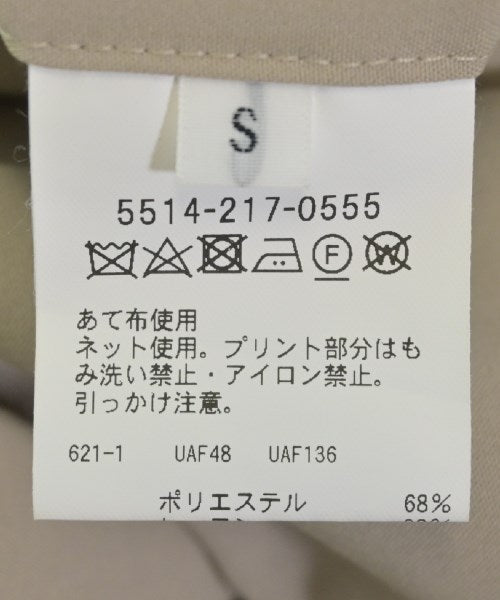 S
5514-217-0555
F W
あて布使用
ネット使用。プリント部分はも
み洗い禁止・アイロン禁止。
引っかけ注意。
621-1 UAF48 UAF136
ポリエステル 68%